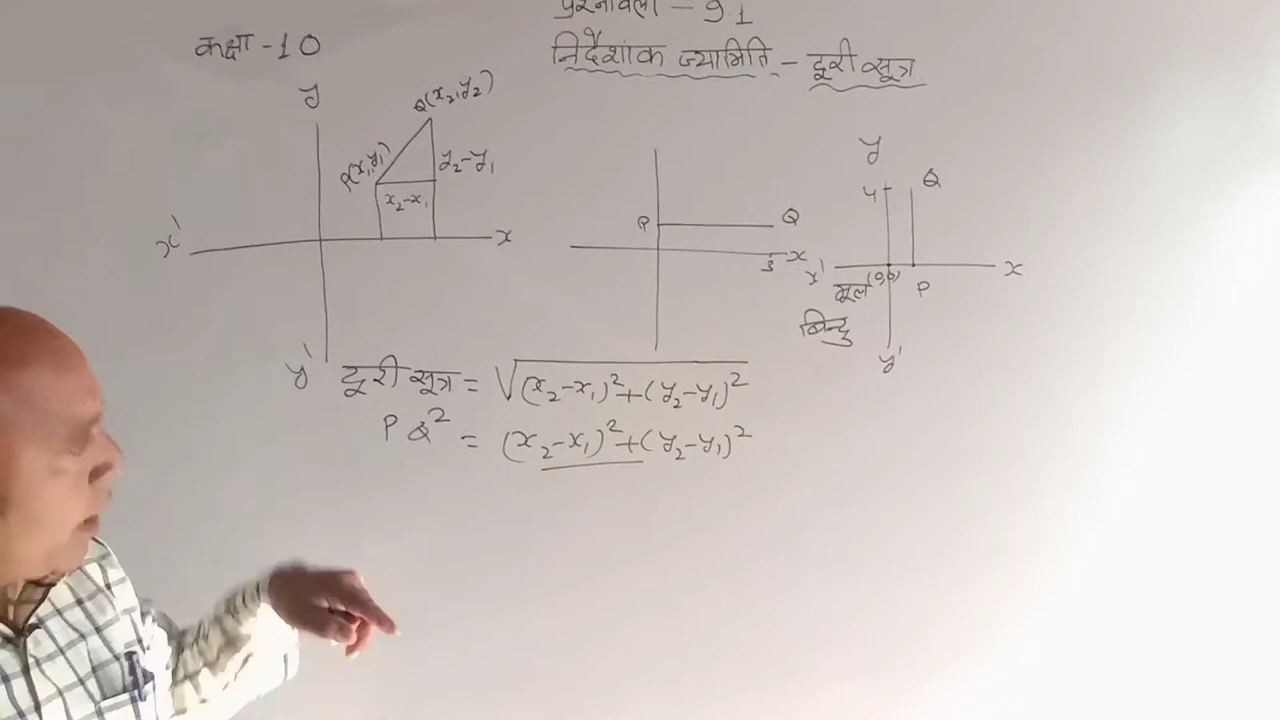 प्रश्नावली - 9.1
कक्षा - 10
निर्देशांक ज्यामिति - दूरी सूत्र
y
Q(x₂, y₂)
P(x₁, y₁)
y₂-y₁
x₂-x₁
x'
x
y'
P
Q
3
x
y
4
Q
x'
मूल (0,0)
बिन्दु
P
x
y'
दूरी सूत्र = √(x₂-x₁)²+(y₂-y₁)²
PQ² = (x₂-x₁)²+(y₂-y₁)²